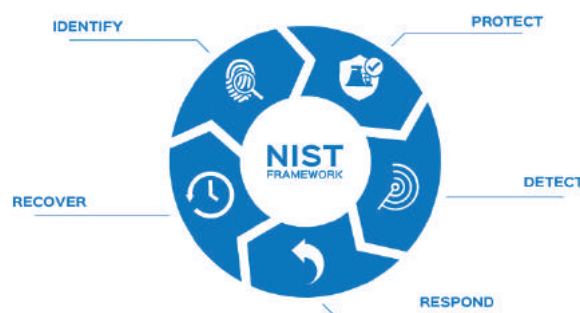 IDENTIFY
PROTECT
NIST
FRAMEWORK
DETECT
RECOVER
RESPOND